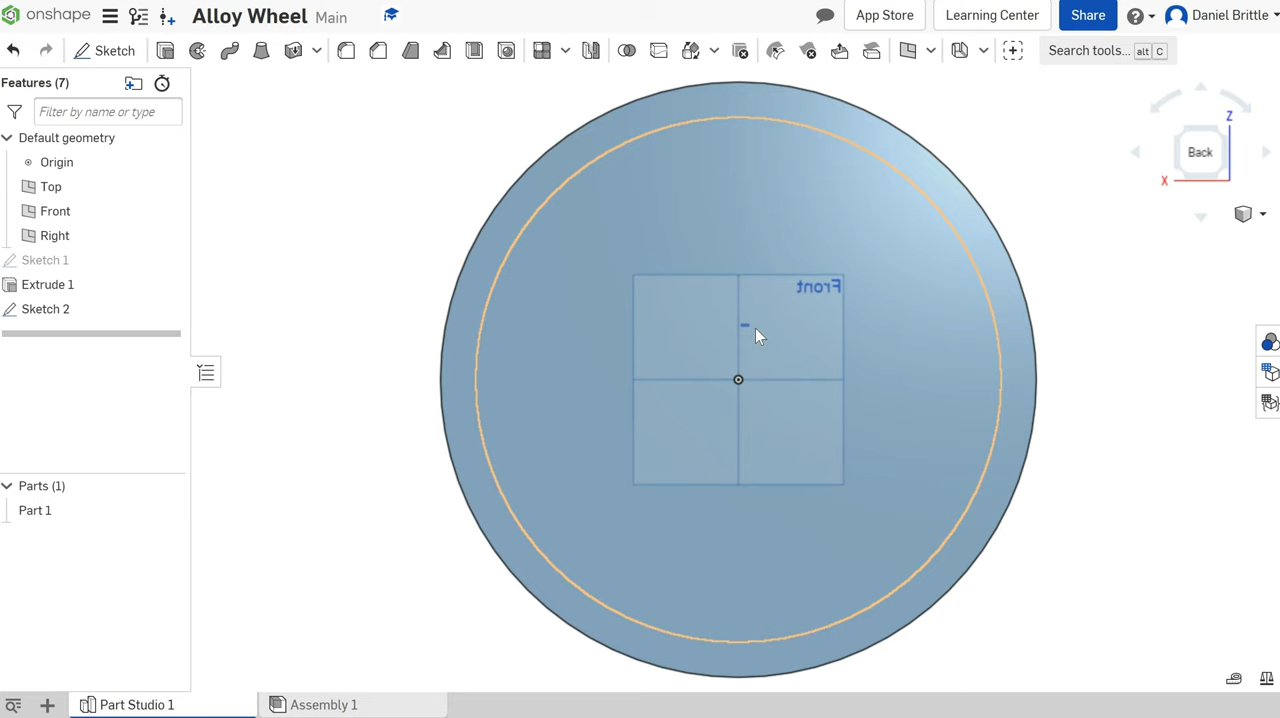 onshape Alloy Wheel Main App Store Learning Center Share Daniel Brittle
Sketch Search tools... alt C
Features (7)
Filter by name or type
Default geometry
Origin
Top
Front
Right
Sketch 1
Extrude 1
Sketch 2
Parts (1)
Part 1
Front
Z
Back
X
Part Studio 1 Assembly 1